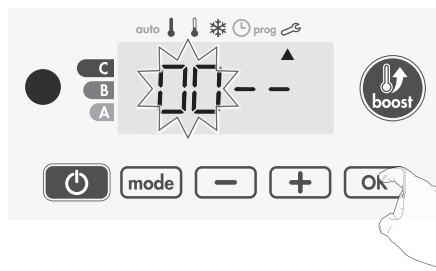 auto prog
C
B
A
00--
boost
mode - + OK